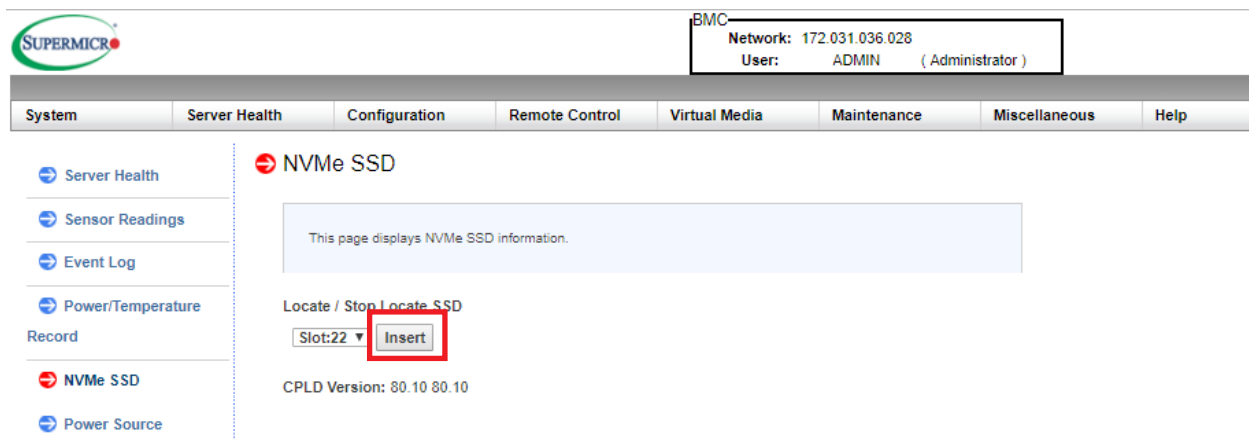 SUPERMICRO
BMC
Network: 172.031.036.028
User: ADMIN ( Administrator )
System Server Health Configuration Remote Control Virtual Media Maintenance Miscellaneous Help
Server Health
Sensor Readings
Event Log
Power/Temperature
Record
NVMe SSD
Power Source
NVMe SSD
This page displays NVMe SSD information.
Locate / Stop Locate SSD
Slot:22 Insert
CPLD Version: 80.10 80.10